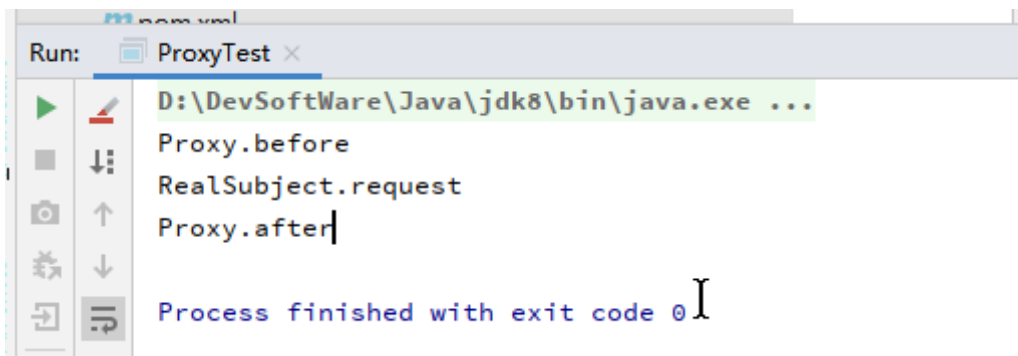 pom.xml
Run: ProxyTest
D:\DevSoftWare\Java\jdk8\bin\java.exe ...
Proxy.before
RealSubject.request
Proxy.after
Process finished with exit code 0